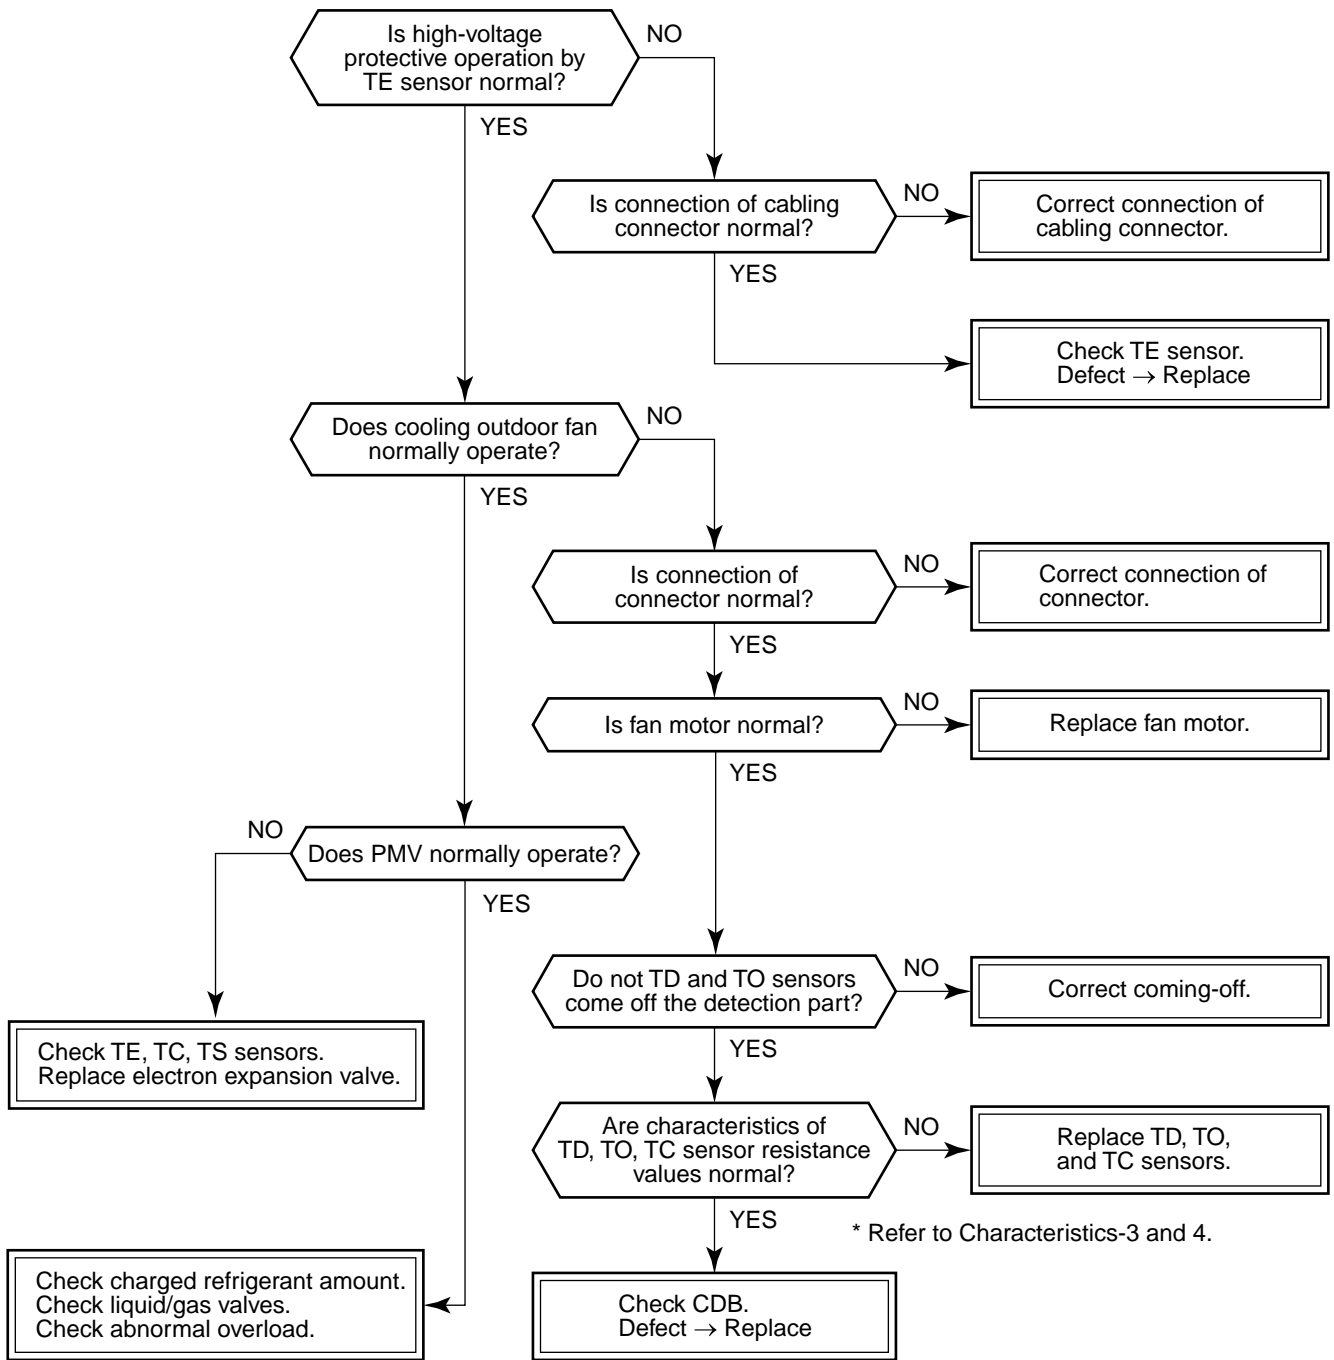 Is high-voltage
protective operation by
TE sensor normal?
NO
YES
Is connection of cabling
connector normal?
NO
Correct connection of
cabling connector.
YES
Check TE sensor.
Defect → Replace
Does cooling outdoor fan
normally operate?
NO
YES
Is connection of
connector normal?
NO
Correct connection of
connector.
YES
Is fan motor normal?
NO
Replace fan motor.
YES
NO
Does PMV normally operate?
YES
Do not TD and TO sensors
come off the detection part?
NO
Correct coming-off.
YES
Check TE, TC, TS sensors.
Replace electron expansion valve.
Are characteristics of
TD, TO, TC sensor resistance
values normal?
NO
Replace TD, TO,
and TC sensors.
YES
* Refer to Characteristics-3 and 4.
Check charged refrigerant amount.
Check liquid/gas valves.
Check abnormal overload.
Check CDB.
Defect → Replace